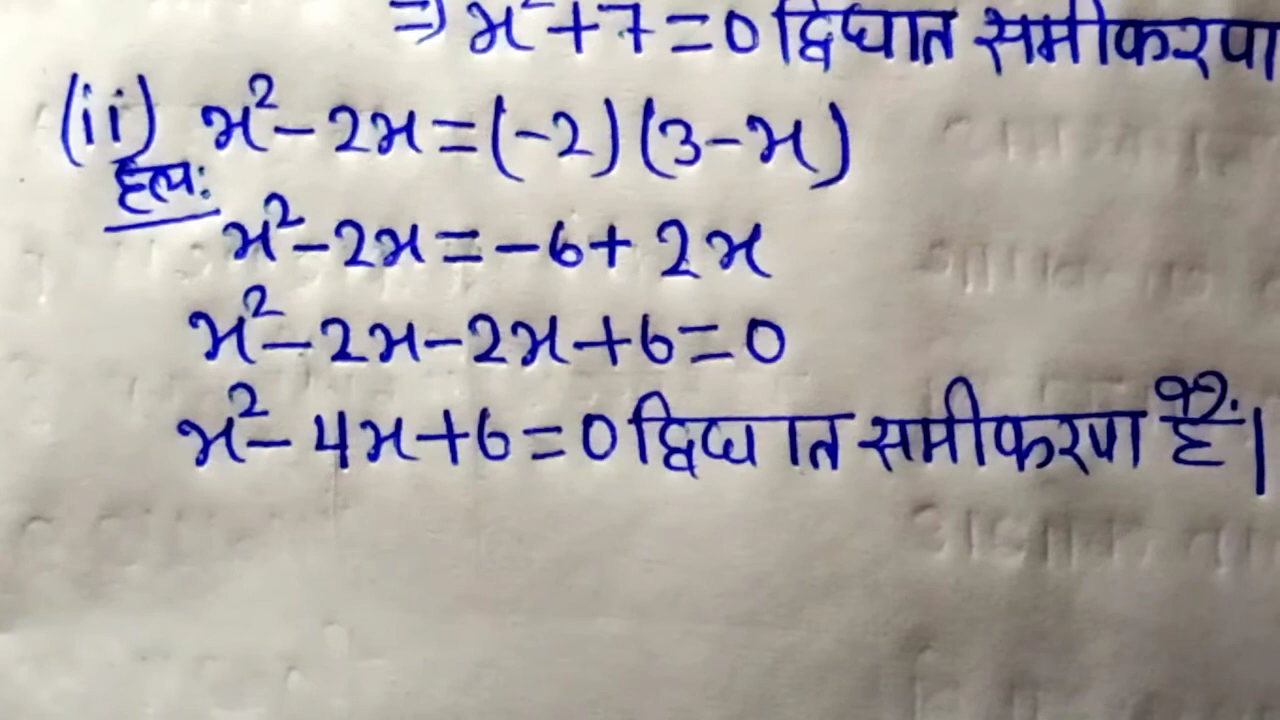 ⇒ x²+7=0 द्विघात समीकरण
(ii) x²-2x=(-2)(3-x)
हल:
x²-2x=-6+2x
x²-2x-2x+6=0
x²-4x+6=0 द्विघात समीकरण है।